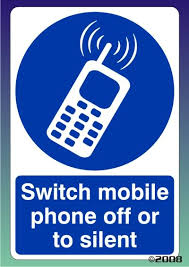 Switch mobile
phone off or
to silent
©2008